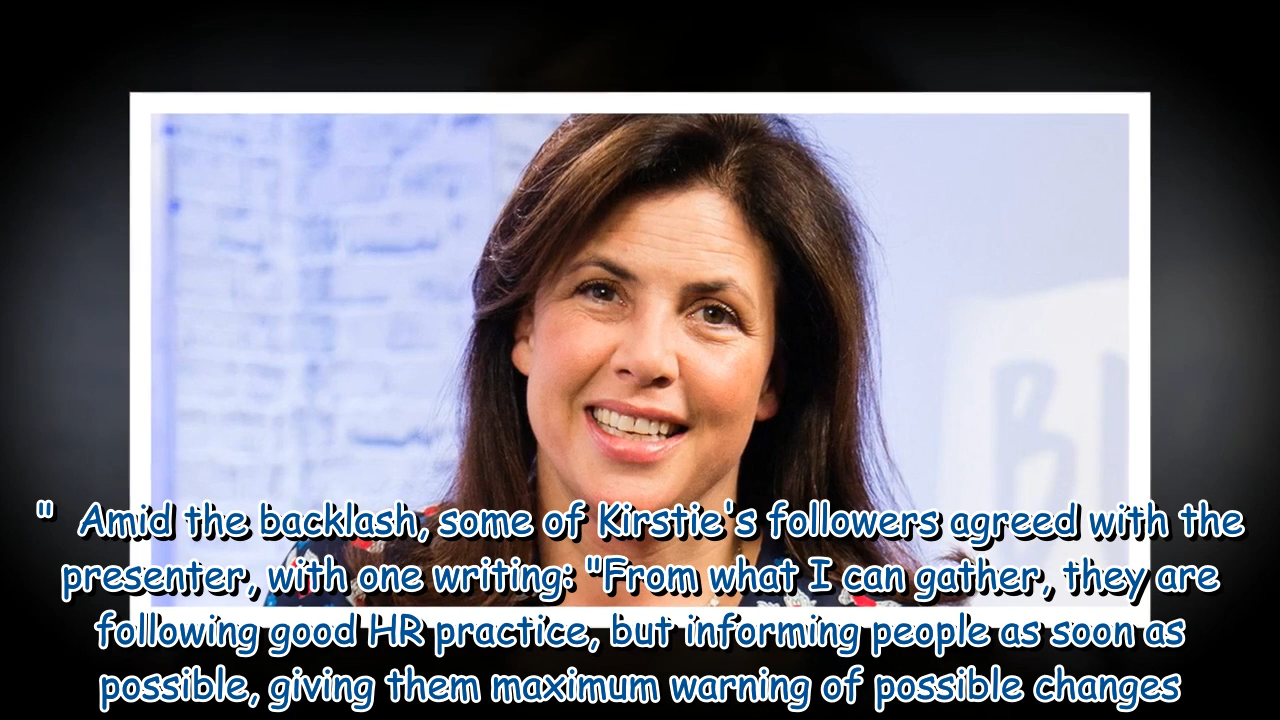 B
" Amid the backlash, some of Kirstie's followers agreed with the
presenter, with one writing: "From what I can gather, they are
following good HR practice, but informing people as soon as
possible, giving them maximum warning of possible changes